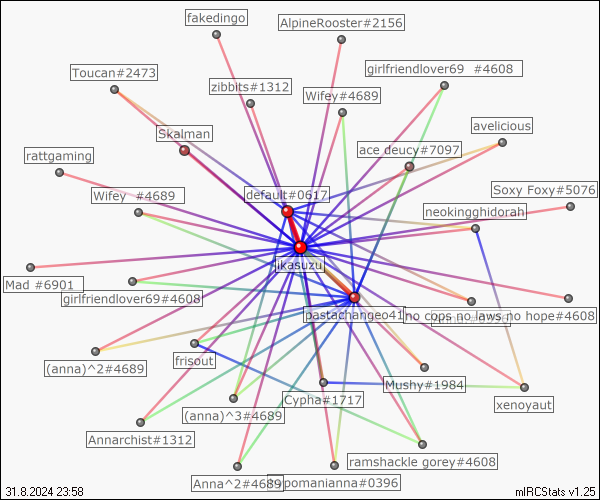 fakedingo
AlpineRooster#2156
Toucan#2473
girlfriendlover69 #4608
zibbits#1312
Wifey#4689
avelicious
Skalman
ace deucy#7097
rattgaming
Soxy Foxy#5076
Wifey #4689
default#0617
neokingghidorah
jikasuzu
Mad #6901
girlfriendlover69#4608
pastachangeo41
no cops no laws no hope#4608
(anna)^2#4689
frisout
Mushy#1984
Cypha#1717
xenoyaut
(anna)^3#4689
Annarchist#1312
ramshackle gorey#4608
Anna^2#4689
ypomanianna#0396
31.8.2024 23:58
mIRCStats v1.25